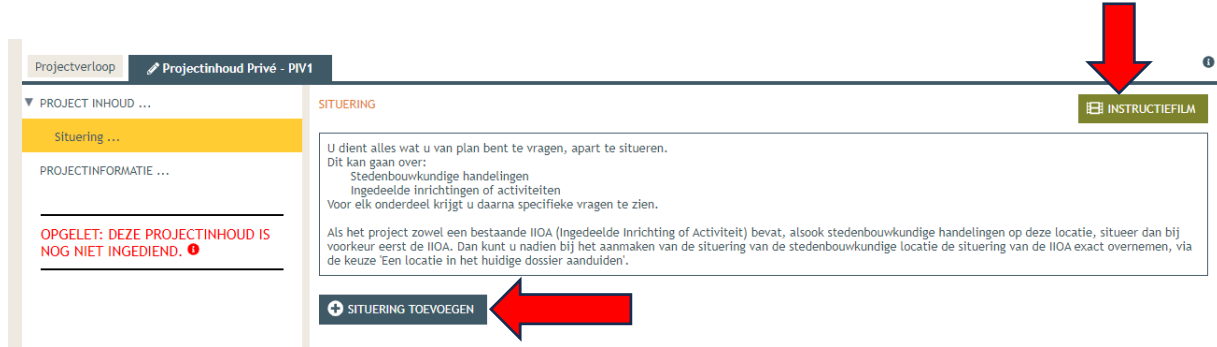 Projectverloop
Projectinhoud Privé - PIV1
PROJECT INHOUD ...
Situering ...
PROJECTINFORMATIE ...
OPGELET: DEZE PROJECTINHOUD IS
NOG NIET INGEDIEND.
SITUERING
INSTRUCTIEFILM
U dient alles wat u van plan bent te vragen, apart te situeren.
Dit kan gaan over:
Stedenbouwkundige handelingen
Ingedeelde inrichtingen of activiteiten
Voor elk onderdeel krijgt u daarna specifieke vragen te zien.
Als het project zowel een bestaande IIOA (Ingedeelde Inrichting of Activiteit) bevat, alsook stedenbouwkundige handelingen op deze locatie, situeer dan bij
voorkeur eerst de IIOA. Dan kunt u nadien bij het aanmaken van de situering van de stedenbouwkundige locatie de situering van de IIOA exact overnemen, via
de keuze 'Een locatie in het huidige dossier aanduiden'.
SITUERING TOEVOEGEN